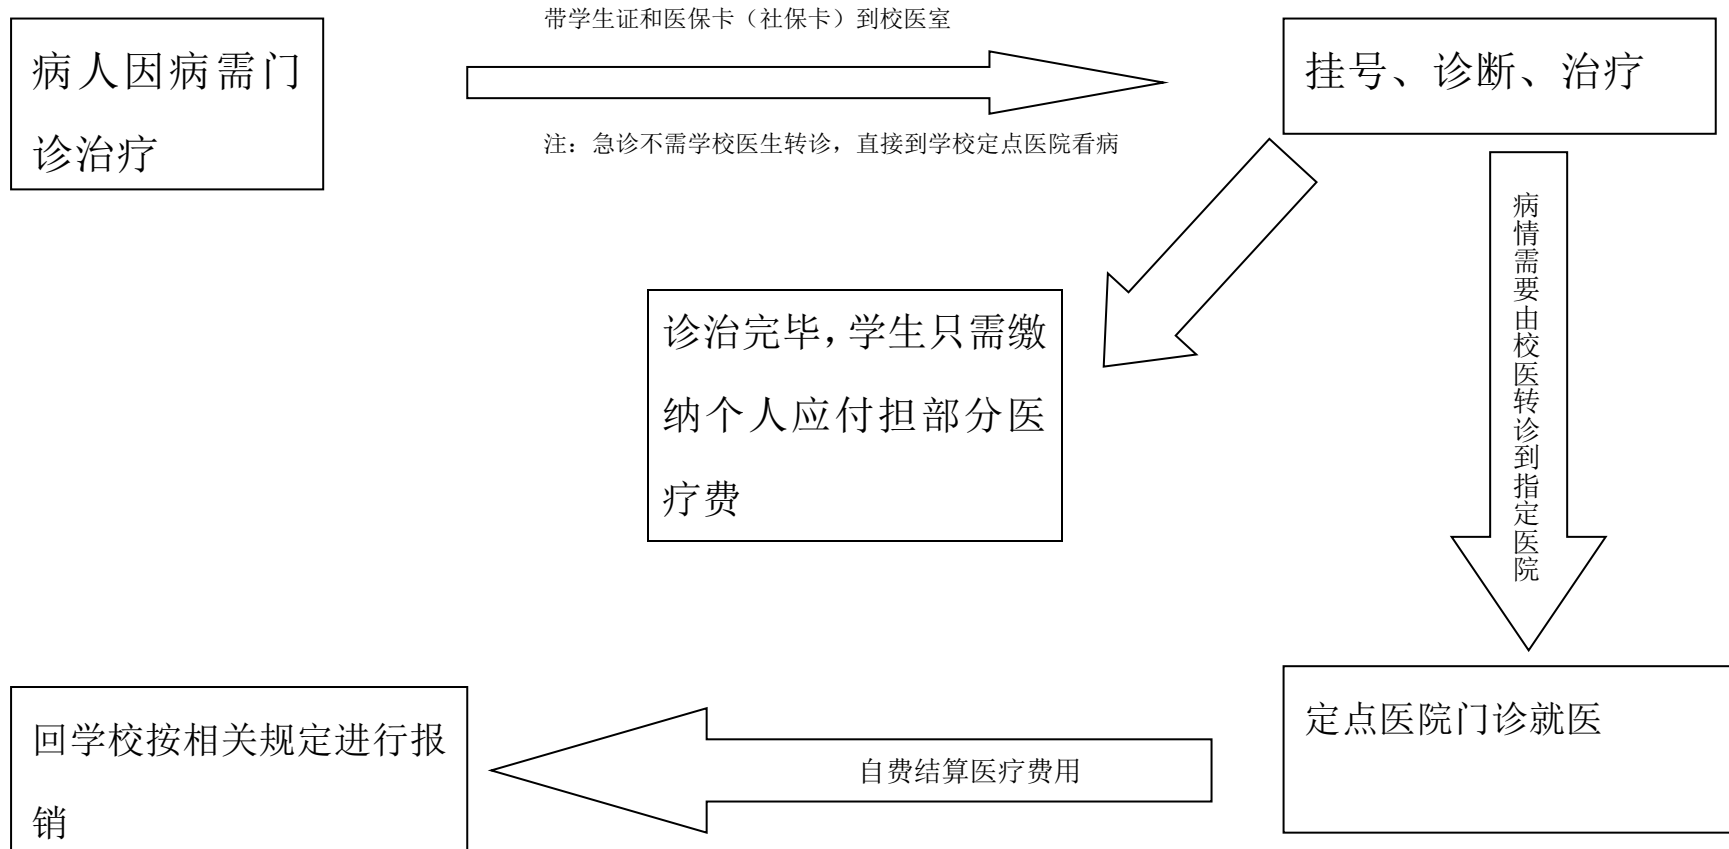 带学生证和医保卡（社保卡）到校医室
病人因病需门
诊治疗
挂号、诊断、治疗
注：急诊不需学校医生转诊，直接到学校定点医院看病
病情需要由校医转诊到指定医院
诊治完毕，学生只需缴
纳个人应付担部分医
疗费
定点医院门诊就医
自费结算医疗费用
回学校按相关规定进行报
销